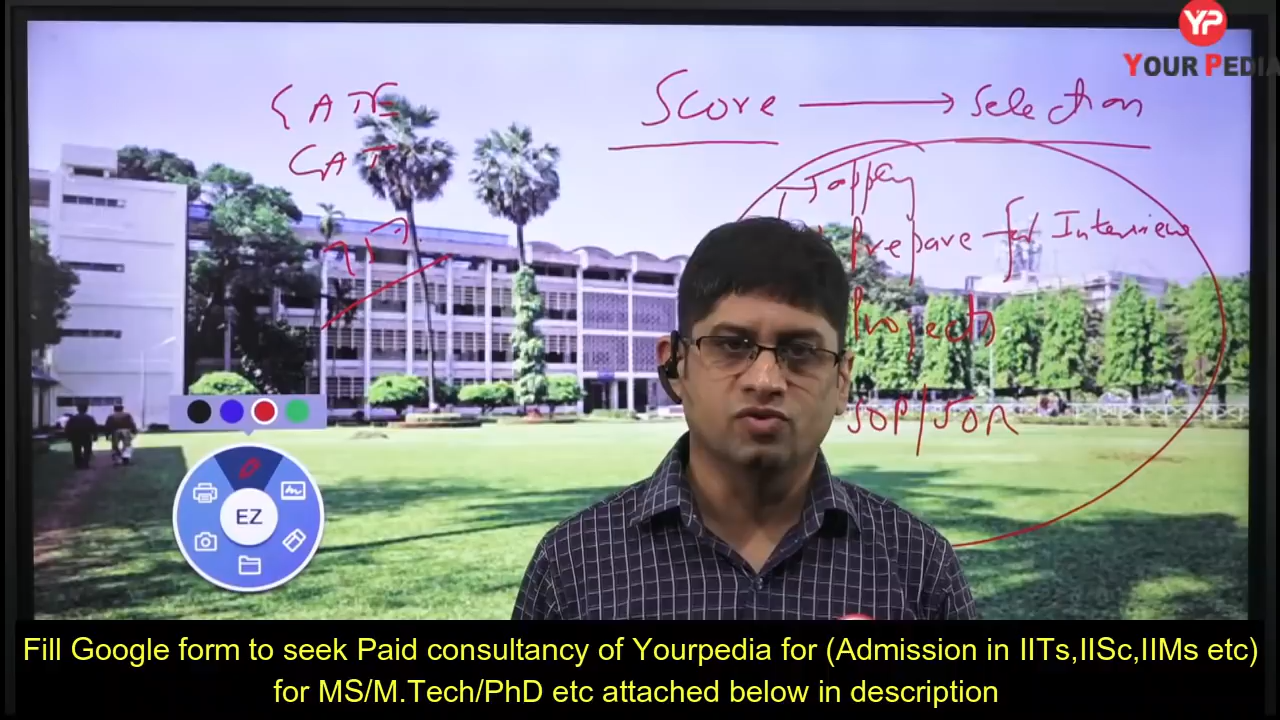 YP
YOUR PEDIA
GATE
CAT
Score → Selection
Apply
Prepare for Interview
Projects
SOP/
EZ
Fill Google form to seek Paid consultancy of Yourpedia for (Admission in IITs,IISc,IIMs etc)
for MS/M.Tech/PhD etc attached below in description